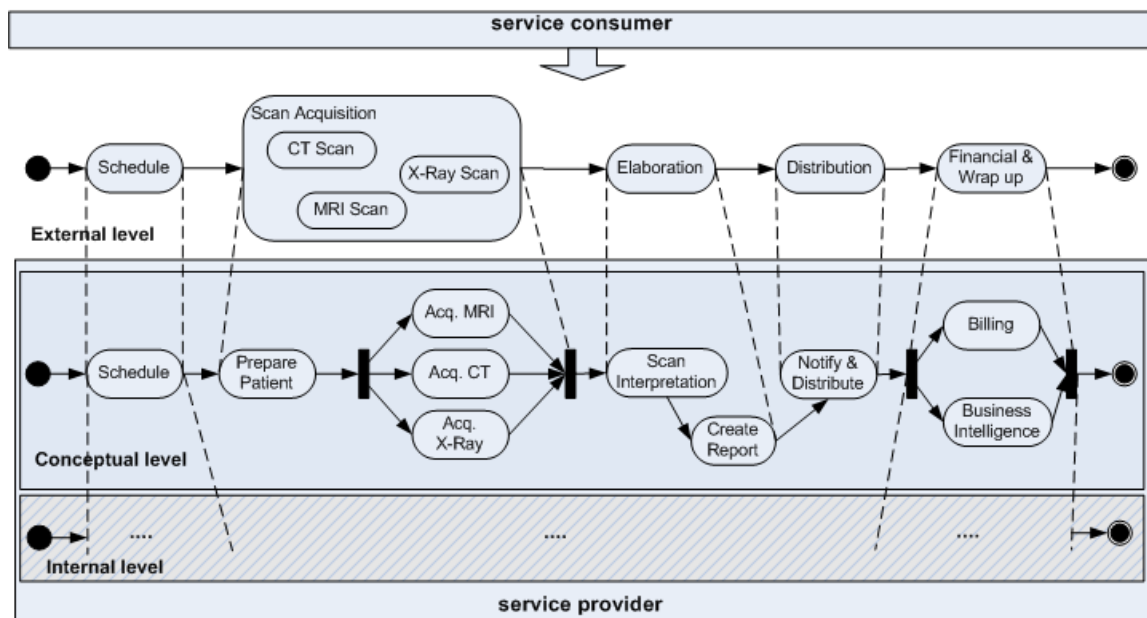 service consumer
Scan Acquisition
CT Scan
X-Ray Scan
MRI Scan
Schedule
Elaboration
Distribution
Financial &
Wrap up
External level
Schedule
Prepare
Patient
Acq. MRI
Acq. CT
Acq.
X-Ray
Scan
Interpretation
Create
Report
Notify &
Distribute
Billing
Business
Intelligence
Conceptual level
....
....
....
Internal level
service provider